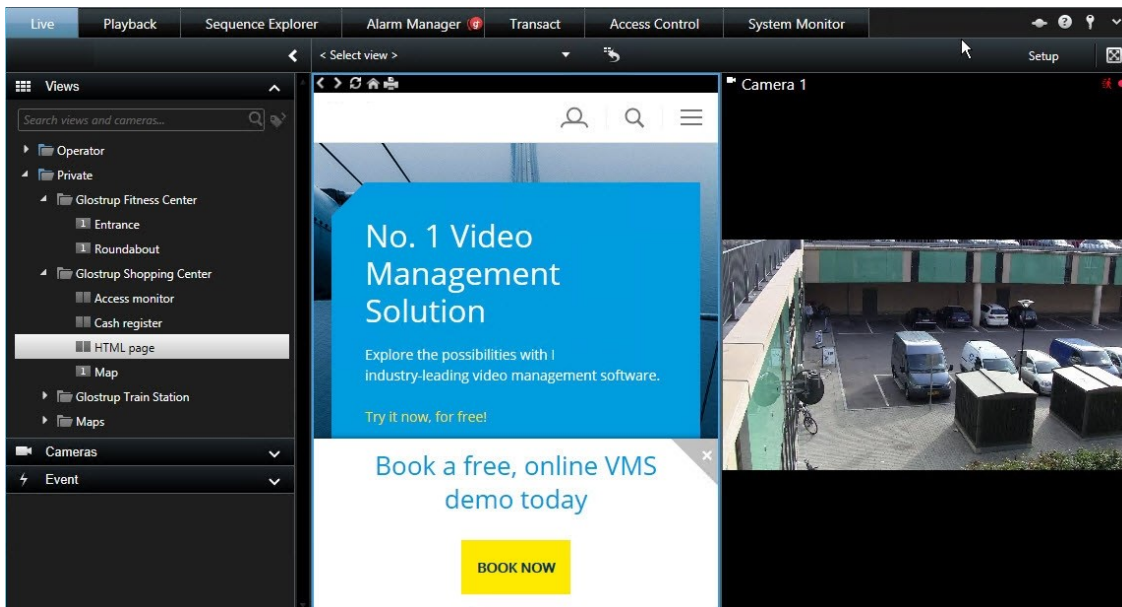 Live Playback Sequence Explorer Alarm Manager Transact Access Control System Monitor
< Select view >
Setup
Views
Search views and cameras...
Operator
Private
Glostrup Fitness Center
1 Entrance
1 Roundabout
Glostrup Shopping Center
Access monitor
Cash register
HTML page
1 Map
Glostrup Train Station
Maps
Cameras
Event
No. 1 Video
Management
Solution
Explore the possibilities with l
industry-leading video management software.
Try it now, for free!
Book a free, online VMS
demo today
BOOK NOW
Camera 1